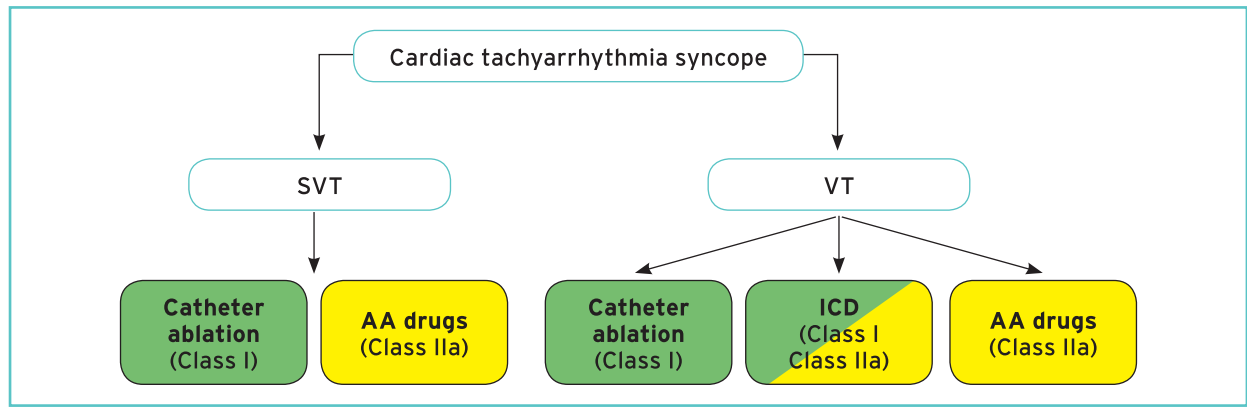 Cardiac tachyarrhythmia syncope
SVT
VT
Catheter
ablation
(Class I)
AA drugs
(Class IIa)
Catheter
ablation
(Class I)
ICD
(Class I
Class IIa)
AA drugs
(Class IIa)